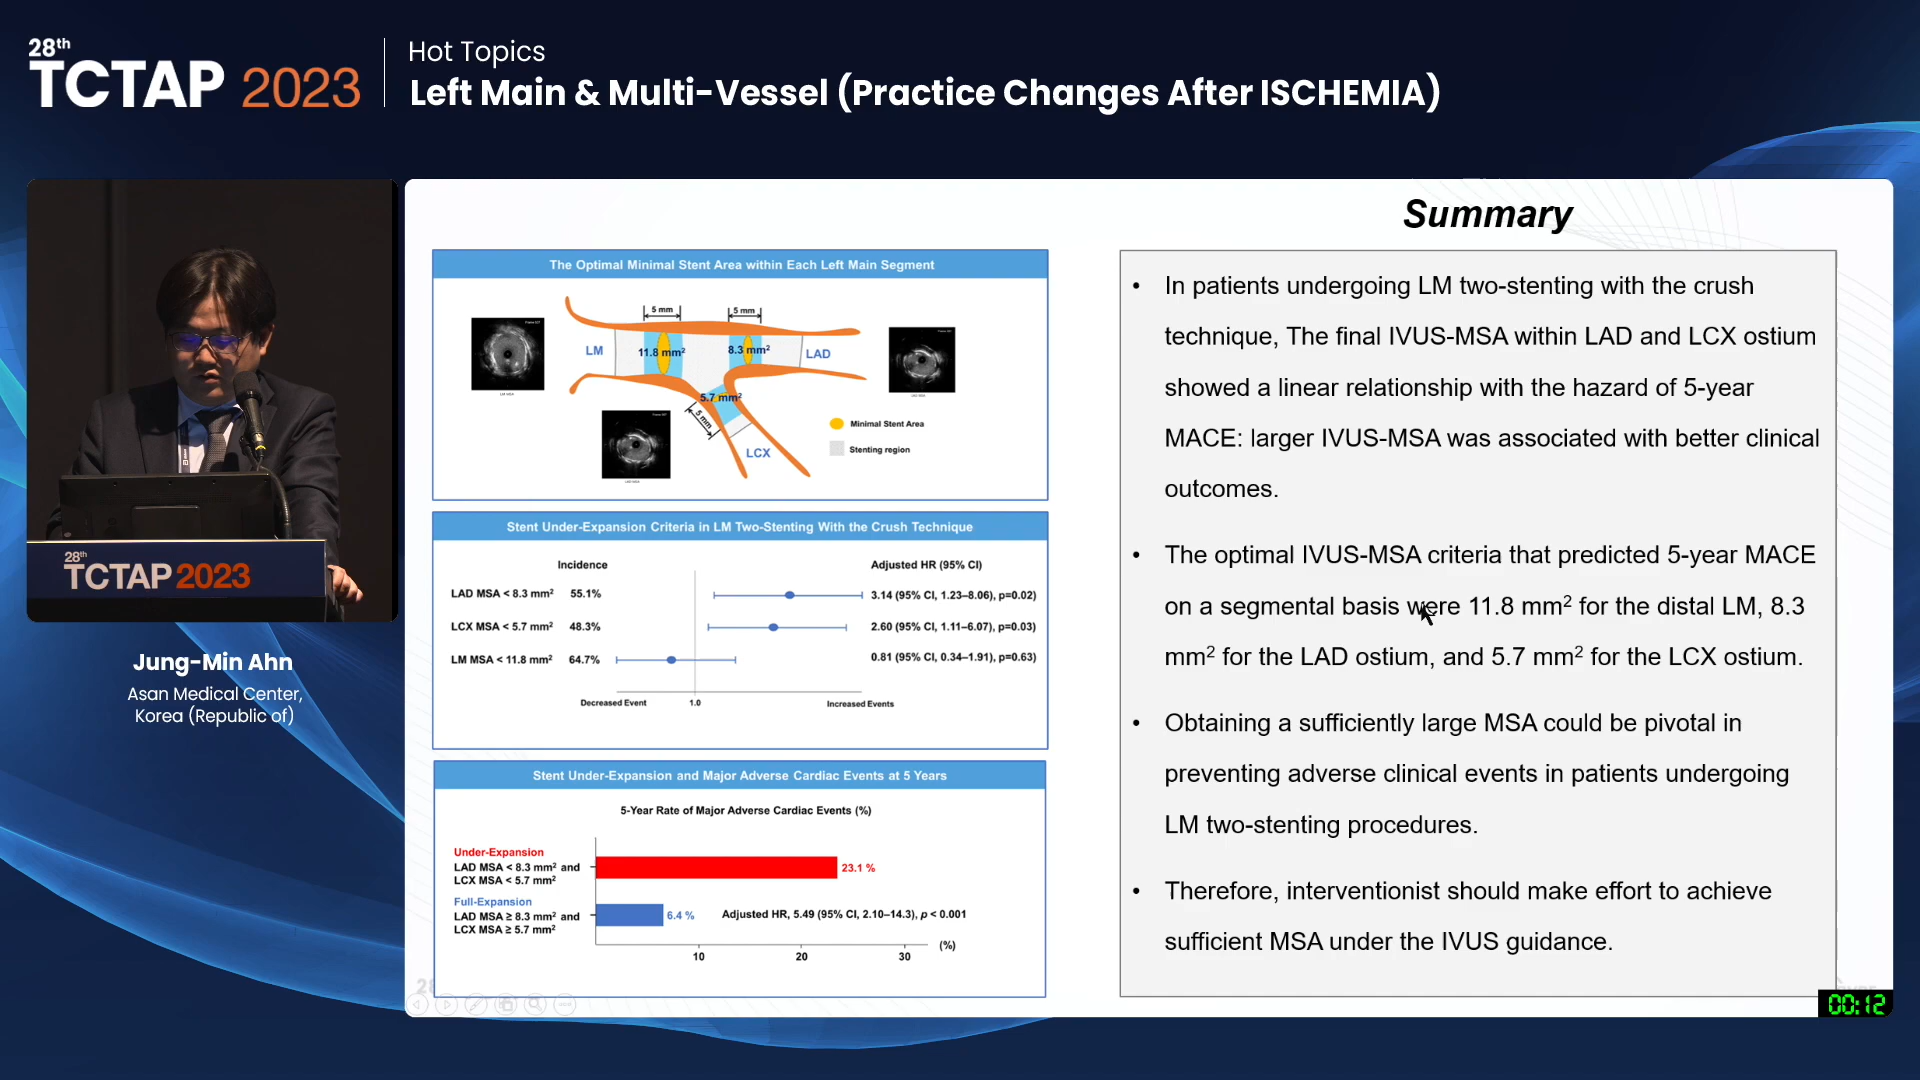 28th
TCTAP 2023
Hot Topics
Left Main & Multi-Vessel (Practice Changes After ISCHEMIA)
28th
TCTAP 2023
Jung-Min Ahn
Asan Medical Center,
Korea (Republic of)
Summary
The Optimal Minimal Stent Area within Each Left Main Segment
5 mm
5 mm
LM
11.8 mm²
8.3 mm²
LAD
5.7 mm²
5 mm
LCX
Minimal Stent Area
Stenting region
Stent Under-Expansion Criteria in LM Two-Stenting With the Crush Technique
Incidence
Adjusted HR (95% CI)
LAD MSA < 8.3 mm² 55.1% 3.14 (95% CI, 1.23–8.06), p=0.02)
LCX MSA < 5.7 mm² 48.3% 2.60 (95% CI, 1.11–6.07), p=0.03)
LM MSA < 11.8 mm² 64.7% 0.81 (95% CI, 0.34–1.91), p=0.63)
Decreased Event 1.0 Increased Events
Stent Under-Expansion and Major Adverse Cardiac Events at 5 Years
5-Year Rate of Major Adverse Cardiac Events (%)
Under-Expansion
LAD MSA < 8.3 mm² and
LCX MSA < 5.7 mm²
23.1 %
Full-Expansion
LAD MSA ≥ 8.3 mm² and
LCX MSA ≥ 5.7 mm²
6.4 %
Adjusted HR, 5.49 (95% CI, 2.10–14.3), p < 0.001
(%)
10 20 30
• In patients undergoing LM two-stenting with the crush
technique, The final IVUS-MSA within LAD and LCX ostium
showed a linear relationship with the hazard of 5-year
MACE: larger IVUS-MSA was associated with better clinical
outcomes.
• The optimal IVUS-MSA criteria that predicted 5-year MACE
on a segmental basis were 11.8 mm² for the distal LM, 8.3
mm² for the LAD ostium, and 5.7 mm² for the LCX ostium.
• Obtaining a sufficiently large MSA could be pivotal in
preventing adverse clinical events in patients undergoing
LM two-stenting procedures.
• Therefore, interventionist should make effort to achieve
sufficient MSA under the IVUS guidance.
00:12